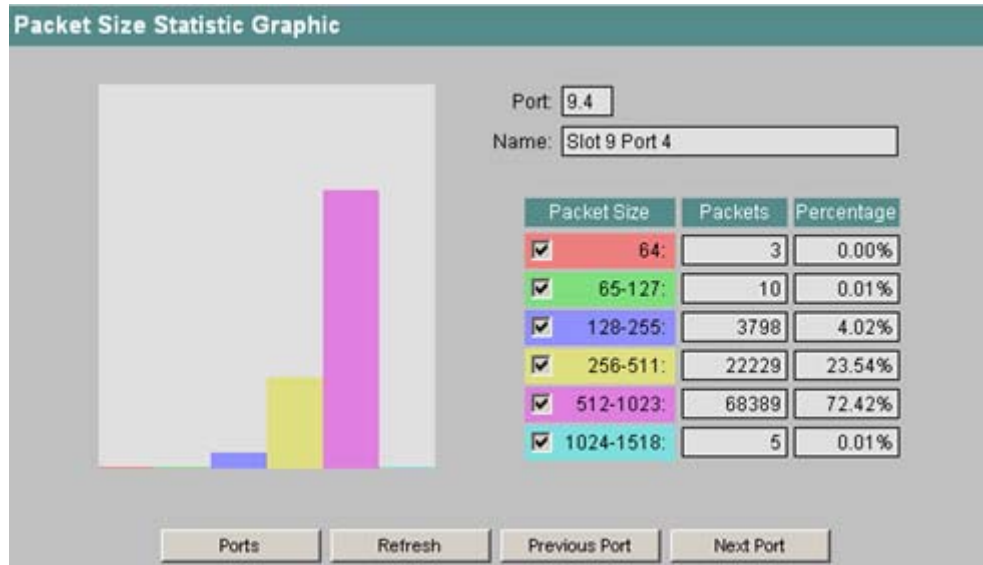 Packet Size Statistic Graphic
Port: 9.4
Name: Slot 9 Port 4
Packet Size Packets Percentage
64: 3 0.00%
65-127: 10 0.01%
128-255: 3798 4.02%
256-511: 22229 23.54%
512-1023: 68389 72.42%
1024-1518: 5 0.01%
Ports Refresh Previous Port Next Port